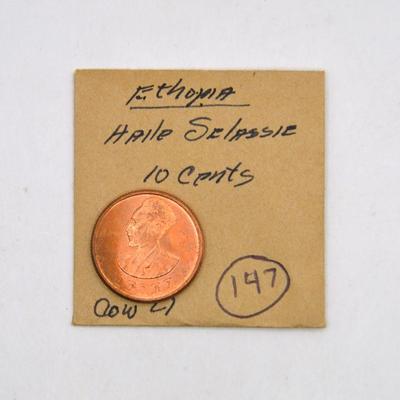 Ethopia
Haile Selassie
10 Cents
147